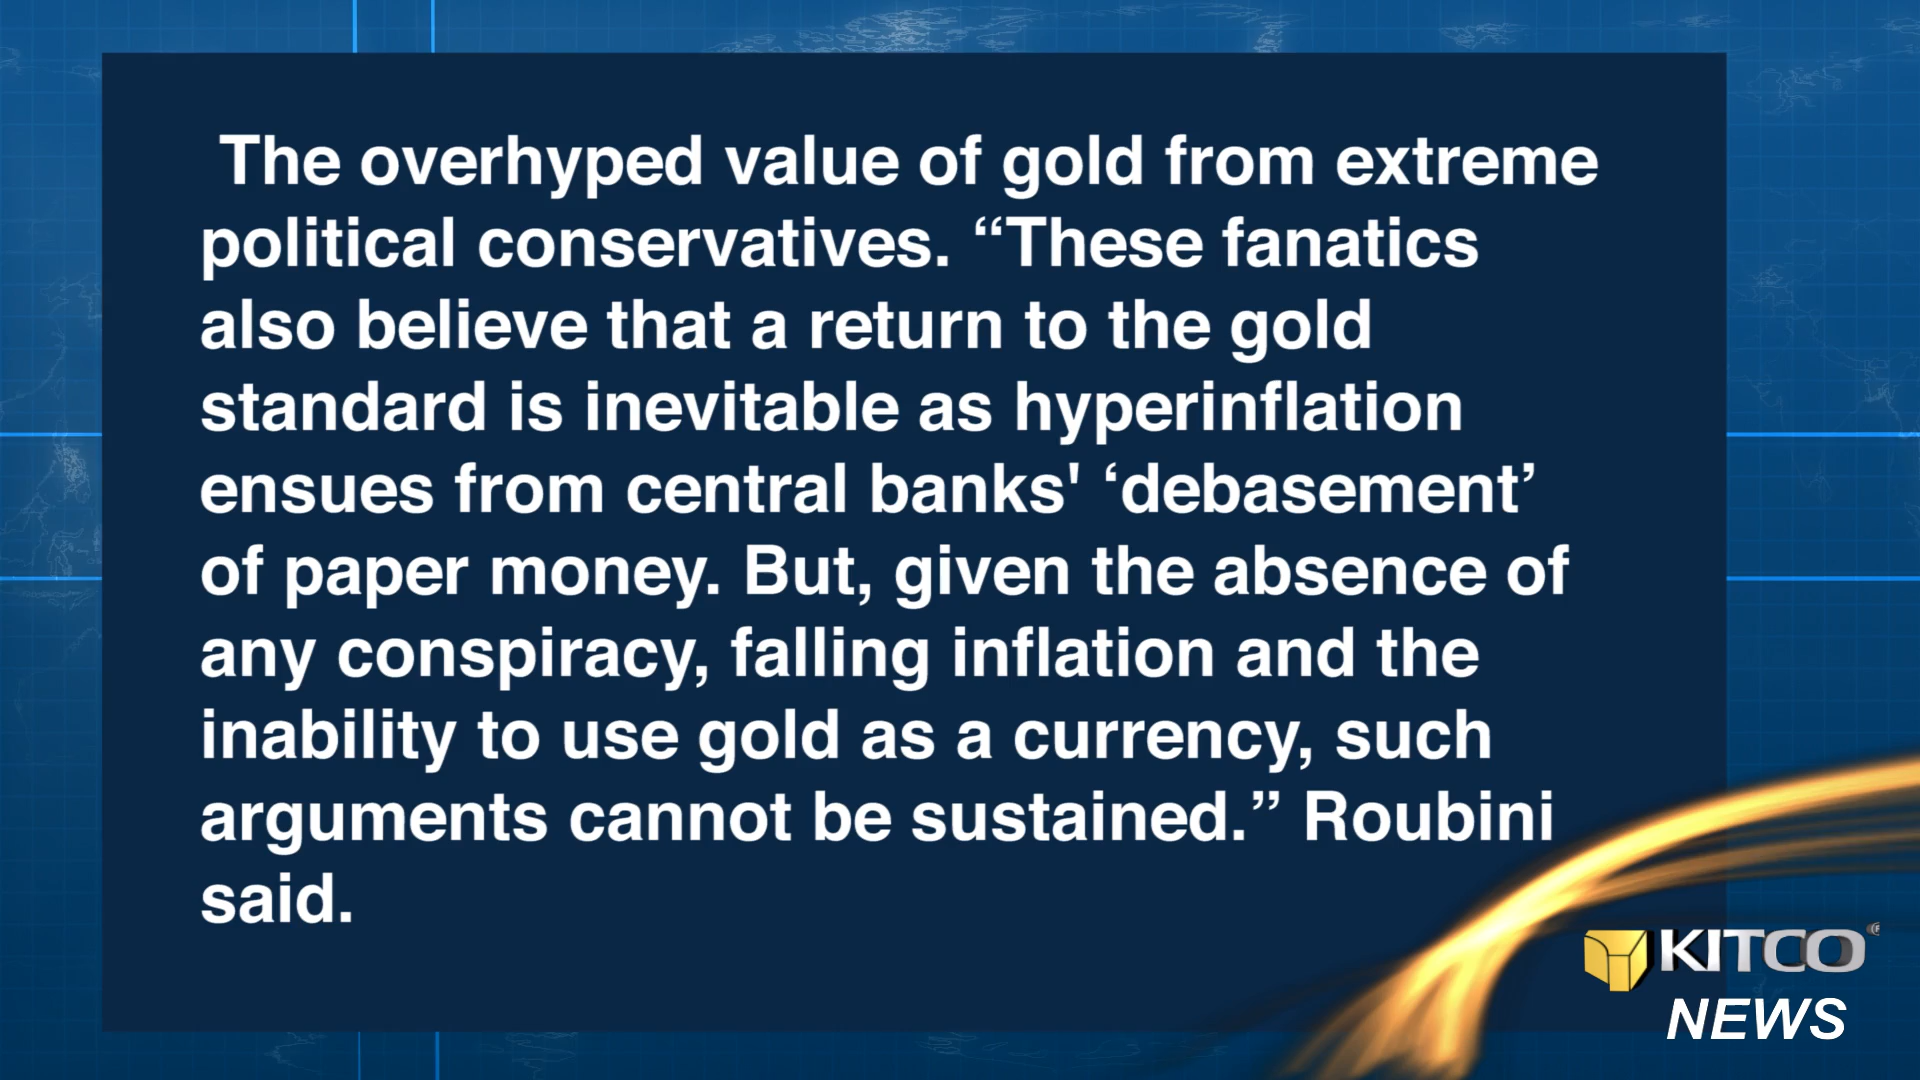 The overhyped value of gold from extreme
political conservatives. “These fanatics
also believe that a return to the gold
standard is inevitable as hyperinflation
ensues from central banks' ‘debasement’
of paper money. But, given the absence of
any conspiracy, falling inflation and the
inability to use gold as a currency, such
arguments cannot be sustained.” Roubini
said.
KITCO
NEWS